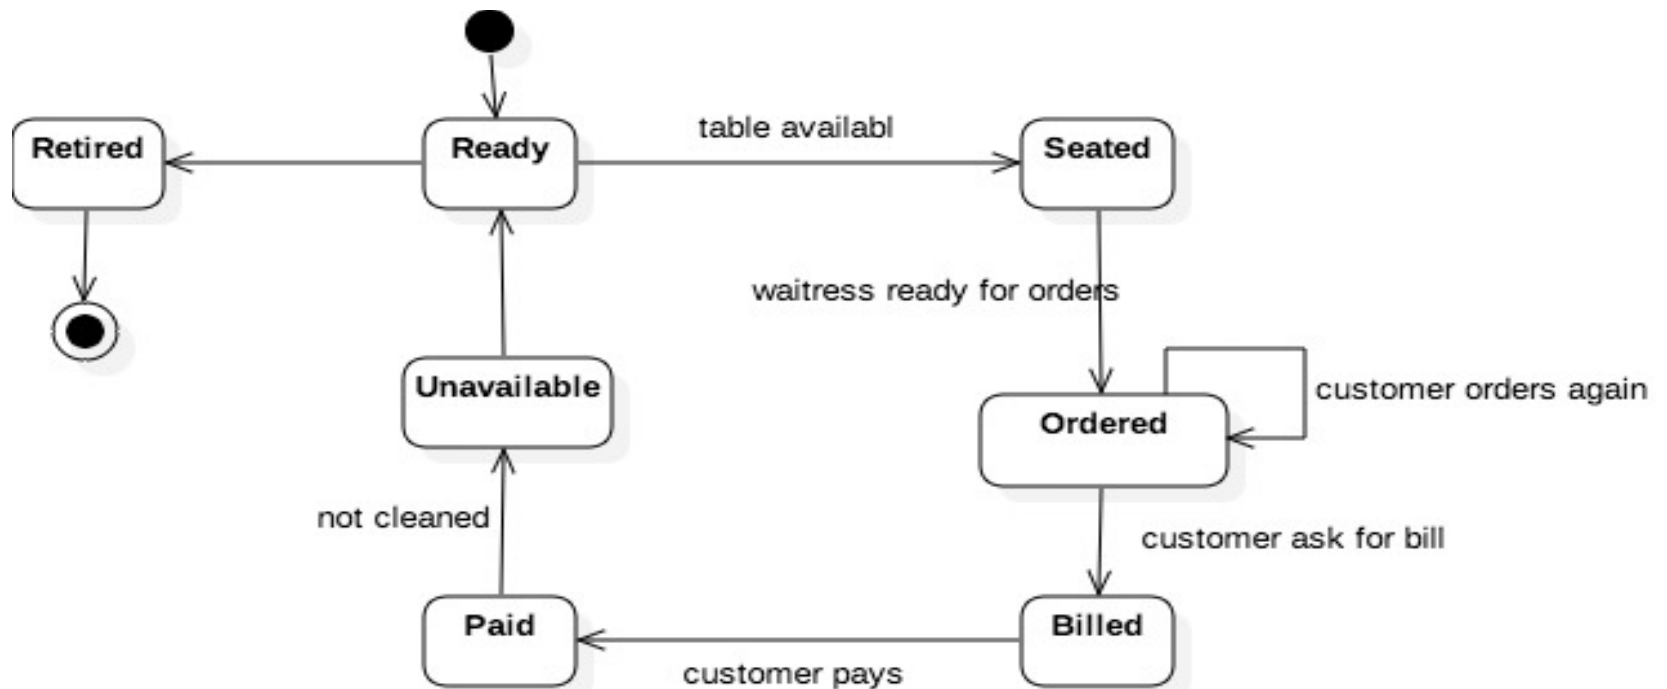 Retired
Ready
table availabl
Seated
waitress ready for orders
Unavailable
customer orders again
Ordered
not cleaned
customer ask for bill
Paid
Billed
customer pays